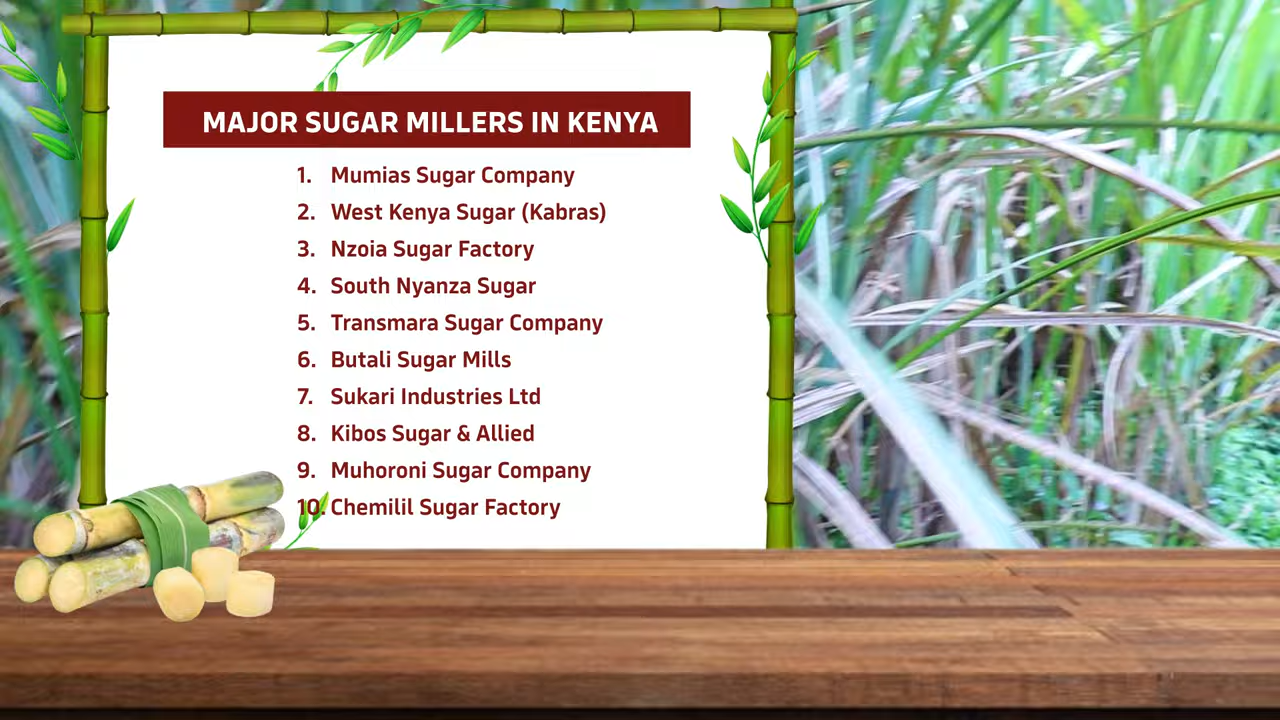 MAJOR SUGAR MILLERS IN KENYA
1. Mumias Sugar Company
2. West Kenya Sugar (Kabras)
3. Nzoia Sugar Factory
4. South Nyanza Sugar
5. Transmara Sugar Company
6. Butali Sugar Mills
7. Sukari Industries Ltd
8. Kibos Sugar & Allied
9. Muhoroni Sugar Company
10. Chemilil Sugar Factory